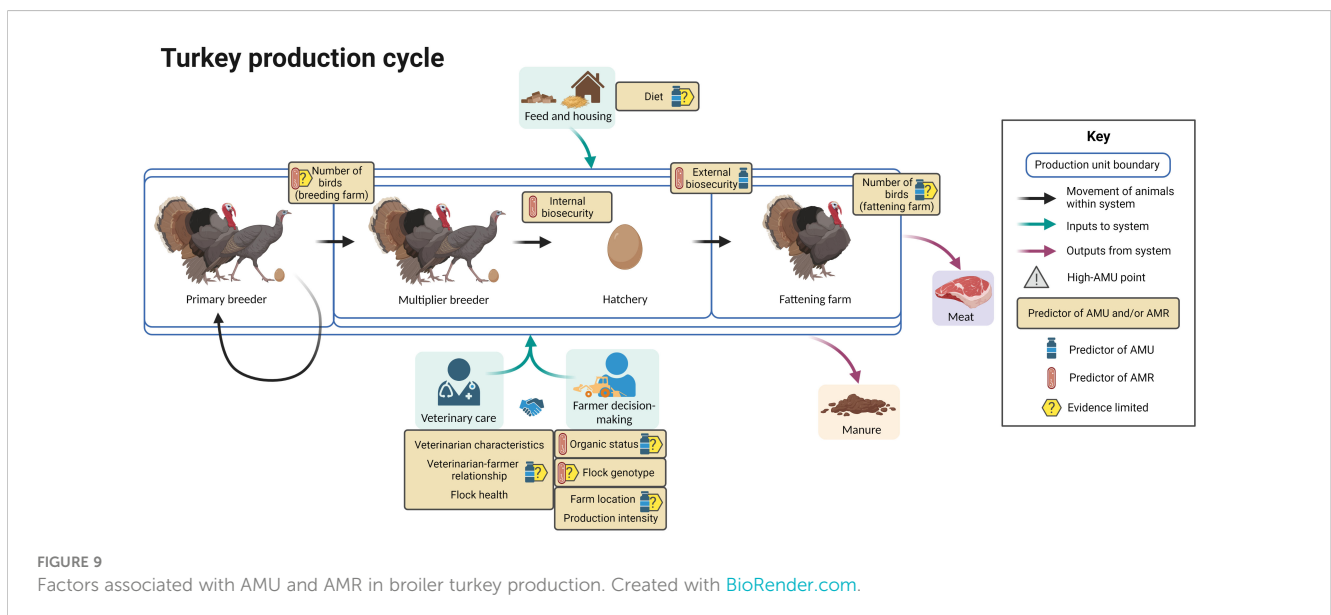 Turkey production cycle
Feed and housing
Diet
?
Number of
birds
(breeding farm)
?
Internal
biosecurity
External
biosecurity
Number of
birds
(fattening farm)
?
Primary breeder
Multiplier breeder
Hatchery
Fattening farm
Meat
Manure
Veterinary care
Farmer decision-
making
Veterinarian characteristics
Veterinarian-farmer
relationship
?
Flock health
Organic status
?
?
Flock genotype
Farm location
?
Production intensity
Key
Production unit boundary
Movement of animals
within system
Inputs to system
Outputs from system
!
High-AMU point
Predictor of AMU and/or AMR
Predictor of AMU
Predictor of AMR
?
Evidence limited
FIGURE 9
Factors associated with AMU and AMR in broiler turkey production. Created with BioRender.com.